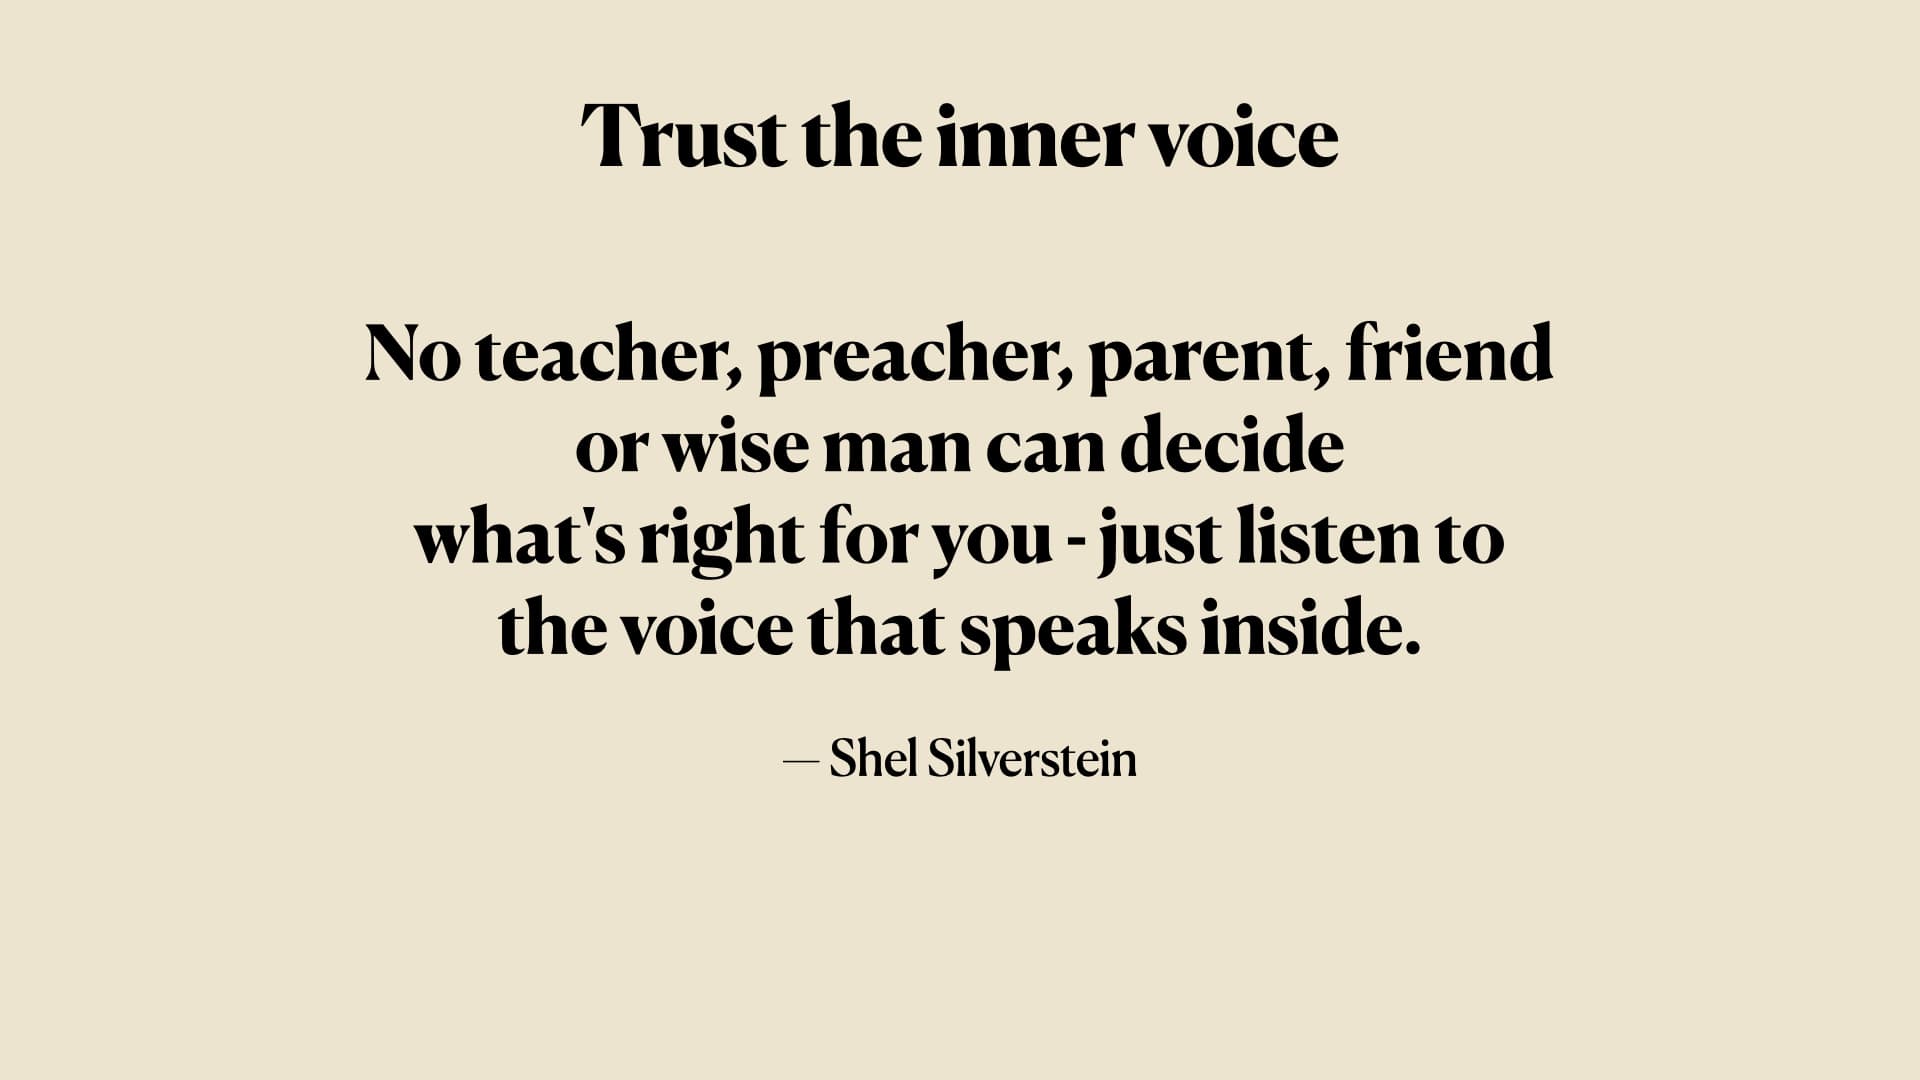 Trust the inner voice
No teacher, preacher, parent, friend
or wise man can decide
what's right for you - just listen to
the voice that speaks inside.
— Shel Silverstein